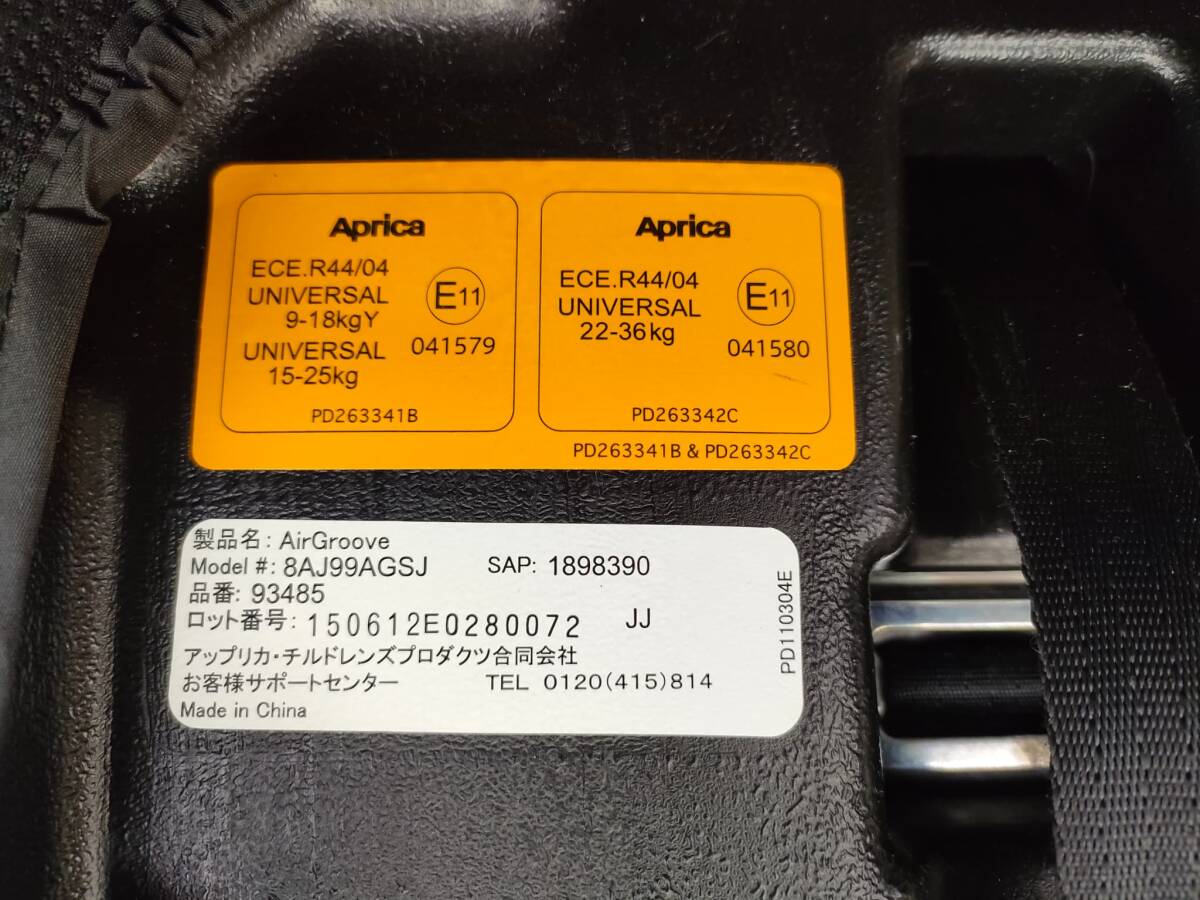 Aprica
ECE.R44/04
UNIVERSAL
9-18kgY
UNIVERSAL
15-25kg
E11
041579
PD263341B
Aprica
ECE.R44/04
UNIVERSAL
22-36kg
E11
041580
PD263342C
PD263341B & PD263342C
製品名: AirGroove
Model #: 8AJ99AGSJ SAP: 1898390
品番: 93485
ロット番号: 150612E0280072 JJ
アップリカ・チルドレンズプロダクツ合同会社
お客様サポートセンター TEL 0120(415)814
Made in China
PD110304E